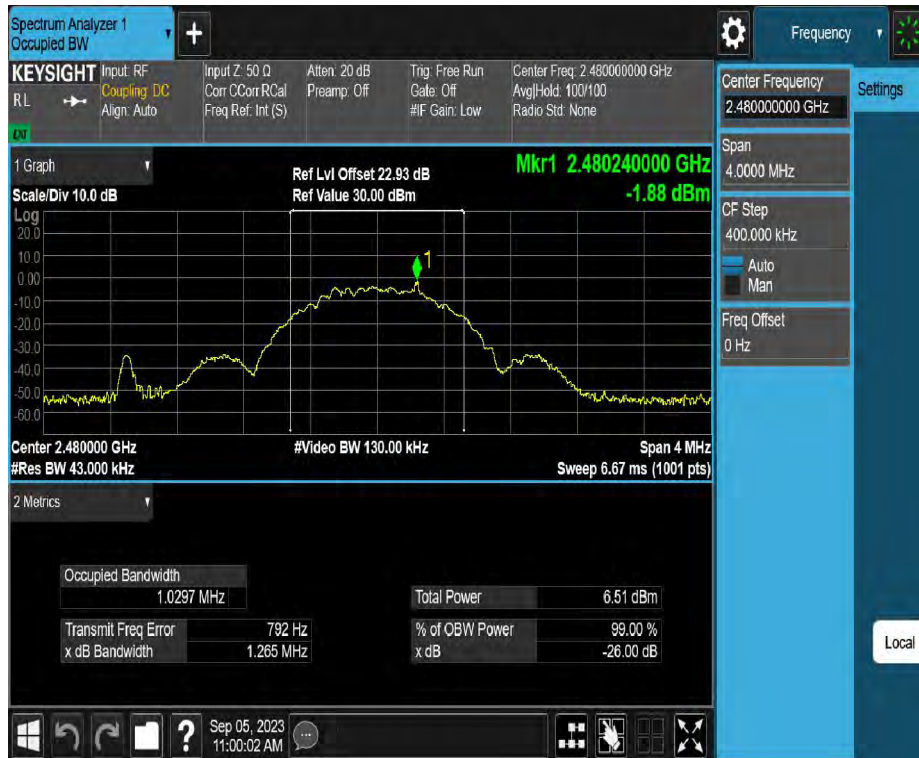 Spectrum Analyzer 1
Occupied BW
+
Frequency
KEYSIGHT
RL
Input: RF
Coupling: DC
Align: Auto
Input Z: 50 Ω
Corr CCorr RCal
Freq Ref: Int (S)
Atten: 20 dB
Preamp: Off
Trig: Free Run
Gate: Off
#IF Gain: Low
Center Freq: 2.480000000 GHz
Avg|Hold: 100/100
Radio Std: None
Center Frequency
2.480000000 GHz
Settings
Span
4.0000 MHz
CF Step
400.000 kHz
Auto
Man
Freq Offset
0 Hz
Local
1 Graph
Scale/Div 10.0 dB
Ref Lvl Offset 22.93 dB
Ref Value 30.00 dBm
Mkr1 2.480240000 GHz
-1.88 dBm
Log
20.0
10.0
0.00
-10.0
-20.0
-30.0
-40.0
-50.0
-60.0
1
Center 2.480000 GHz
#Res BW 43.000 kHz
#Video BW 130.00 kHz
Span 4 MHz
Sweep 6.67 ms (1001 pts)
2 Metrics
Occupied Bandwidth
1.0297 MHz
Transmit Freq Error 792 Hz
x dB Bandwidth 1.265 MHz
Total Power 6.51 dBm
% of OBW Power 99.00 %
x dB -26.00 dB
?
Sep 05, 2023
11:00:02 AM